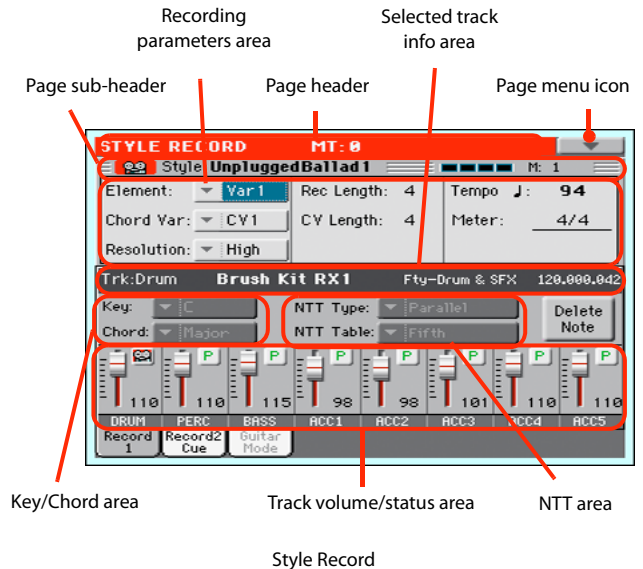 Recording
parameters area
Selected track
info area
Page sub-header
Page header
Page menu icon
STYLE RECORD MT: 0
Style UnpluggedBallad1 M: 1
Element: Var1 Rec Length: 4 Tempo ♩: 94
Chord Var: CV1 CV Length: 4 Meter: 4/4
Resolution: High
Trk:Drum Brush Kit RX1 Fty-Drum & SFX 120.000.042
Key: C NTT Type: Parallel Delete
Chord: Major NTT Table: Fifth Note
P P P P P P P
110 110 115 98 98 101 110 110
DRUM PERC BASS ACC1 ACC2 ACC3 ACC4 ACC5
Record
1
Record2
Cue
Guitar
Mode
Key/Chord area
Track volume/status area
NTT area
Style Record